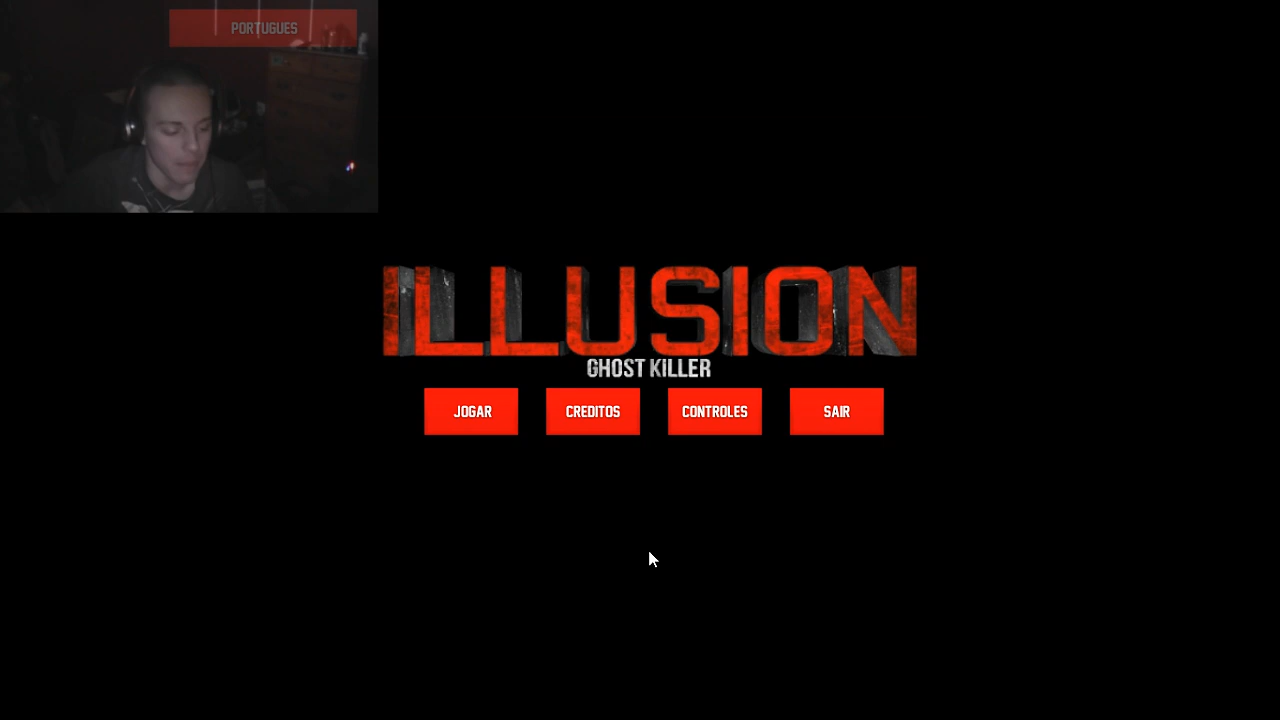 PORTUGUES
ILLUSION
GHOST KILLER
JOGAR
CREDITOS
CONTROLES
SAIR